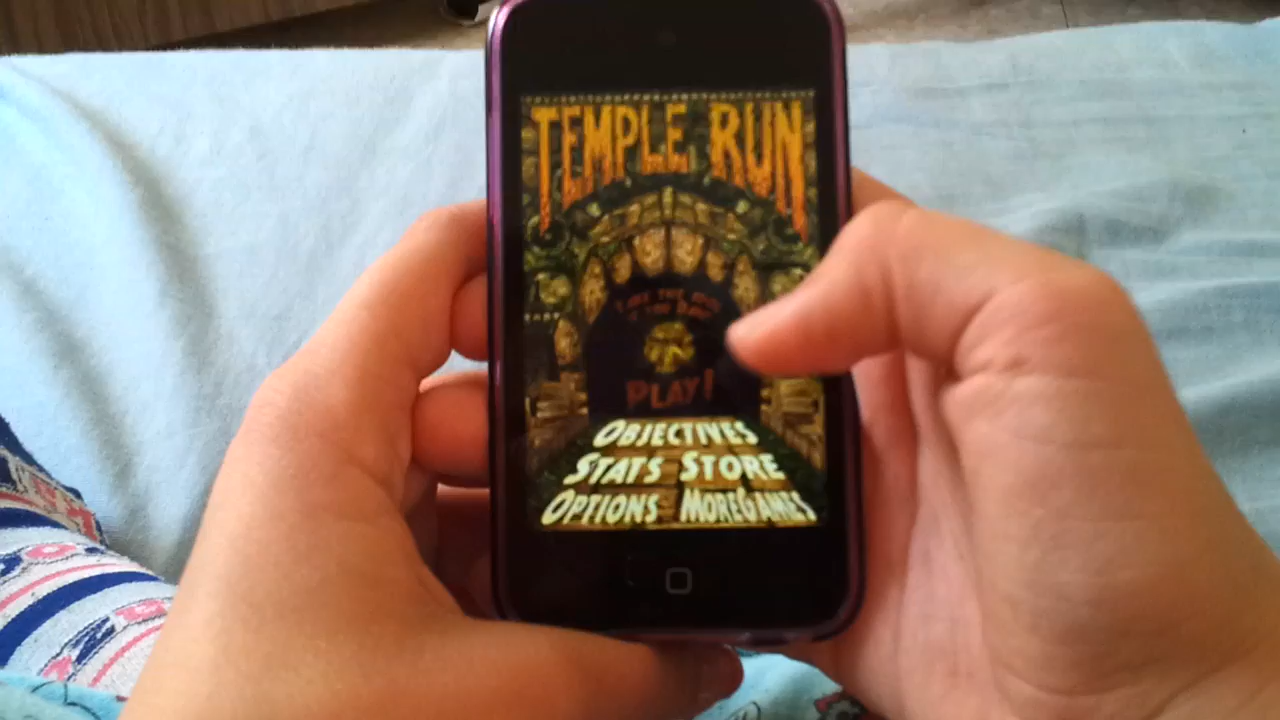 TEMPLE RUN
PLAY!
OBJECTIVES
STATS STORE
OPTIONS MOREGAMES